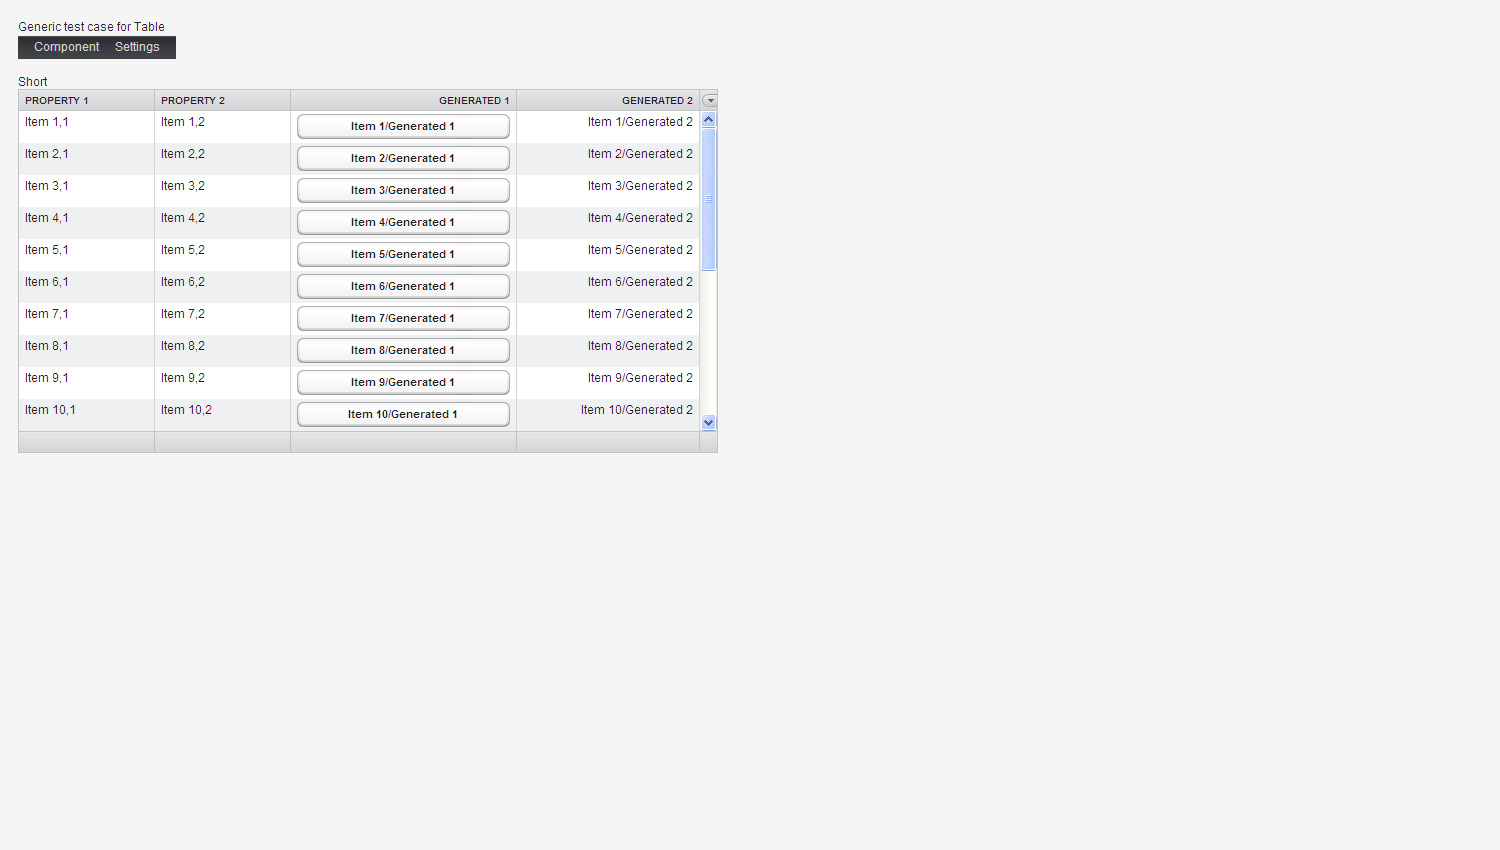 Generic test case for Table
Component Settings
Short
PROPERTY 1 PROPERTY 2 GENERATED 1 GENERATED 2
Item 1,1 Item 1,2 Item 1/Generated 1 Item 1/Generated 2
Item 2,1 Item 2,2 Item 2/Generated 1 Item 2/Generated 2
Item 3,1 Item 3,2 Item 3/Generated 1 Item 3/Generated 2
Item 4,1 Item 4,2 Item 4/Generated 1 Item 4/Generated 2
Item 5,1 Item 5,2 Item 5/Generated 1 Item 5/Generated 2
Item 6,1 Item 6,2 Item 6/Generated 1 Item 6/Generated 2
Item 7,1 Item 7,2 Item 7/Generated 1 Item 7/Generated 2
Item 8,1 Item 8,2 Item 8/Generated 1 Item 8/Generated 2
Item 9,1 Item 9,2 Item 9/Generated 1 Item 9/Generated 2
Item 10,1 Item 10,2 Item 10/Generated 1 Item 10/Generated 2